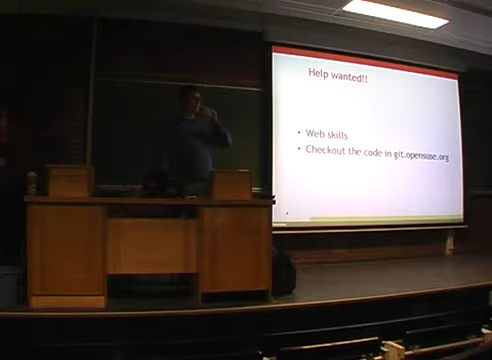 Help wanted!!
• Web skills
• Checkout the code in git.opensuse.org